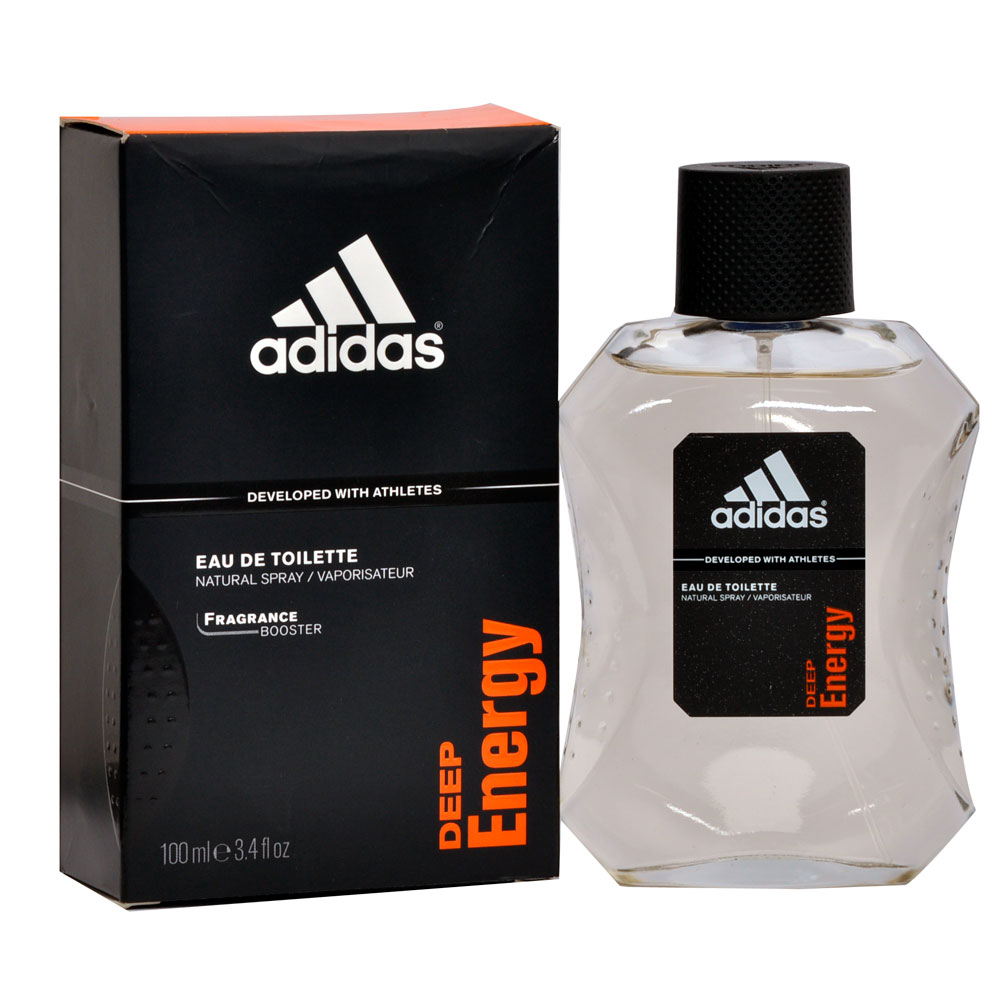 adidas®
DEVELOPED WITH ATHLETES
EAU DE TOILETTE
NATURAL SPRAY / VAPORISATEUR
FRAGRANCE
BOOSTER
DEEP
Energy
100 ml e 3.4 fl oz
adidas®
DEVELOPED WITH ATHLETES
EAU DE TOILETTE
NATURAL SPRAY / VAPORISATEUR
DEEP
Energy